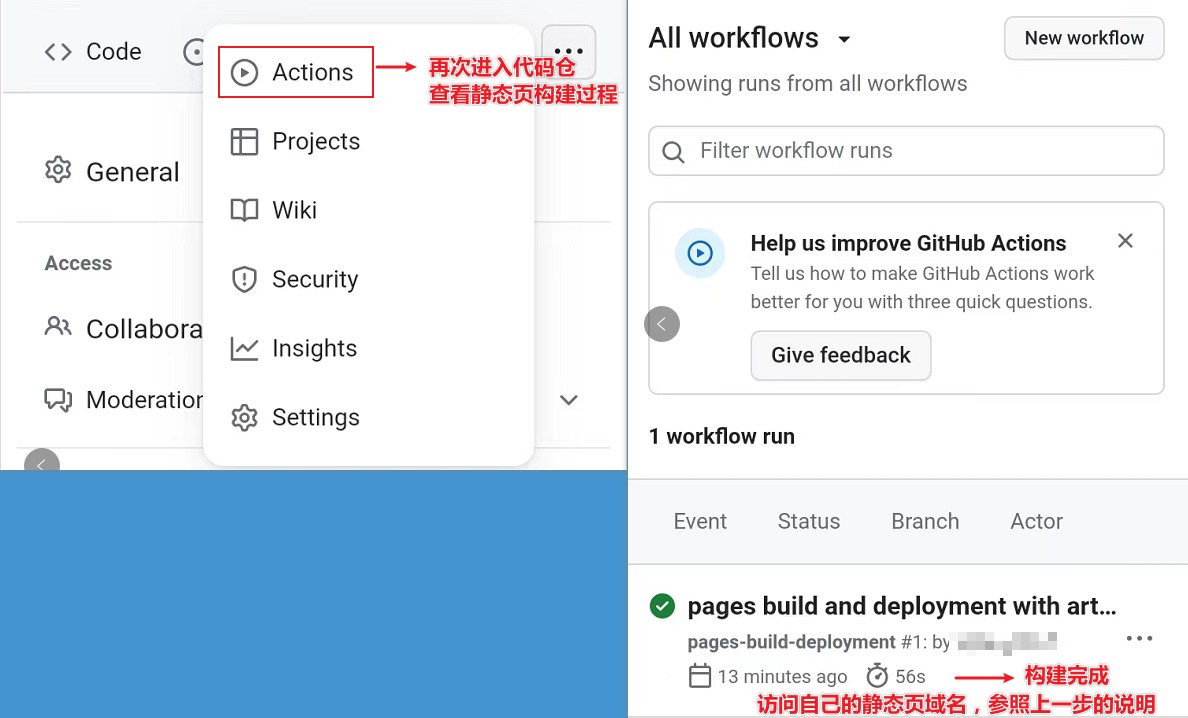 Code
Actions
再次进入代码仓
查看静态页构建过程
Projects
General
Wiki
Access
Security
Collabora
Insights
Moderation
Settings
All workflows
New workflow
Showing runs from all workflows
Filter workflow runs
Help us improve GitHub Actions
Tell us how to make GitHub Actions work
better for you with three quick questions.
Give feedback
1 workflow run
Event Status Branch Actor
pages build and deployment with art...
pages-build-deployment #1: by
13 minutes ago 56s
构建完成
访问自己的静态页域名，参照上一步的说明